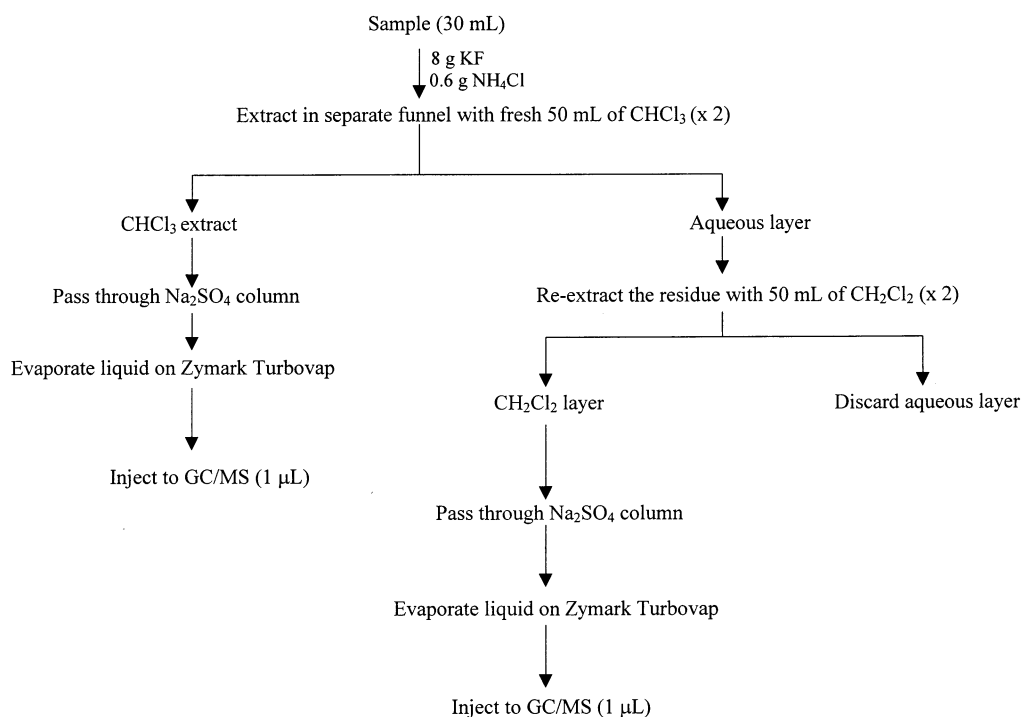 Sample (30 mL)
8 g KF
0.6 g NH₄Cl
Extract in separate funnel with fresh 50 mL of CHCl₃ (x 2)
CHCl₃ extract
Aqueous layer
Pass through Na₂SO₄ column
Re-extract the residue with 50 mL of CH₂Cl₂ (x 2)
Evaporate liquid on Zymark Turbovap
CH₂Cl₂ layer
Discard aqueous layer
Inject to GC/MS (1 μL)
Pass through Na₂SO₄ column
Evaporate liquid on Zymark Turbovap
Inject to GC/MS (1 μL)